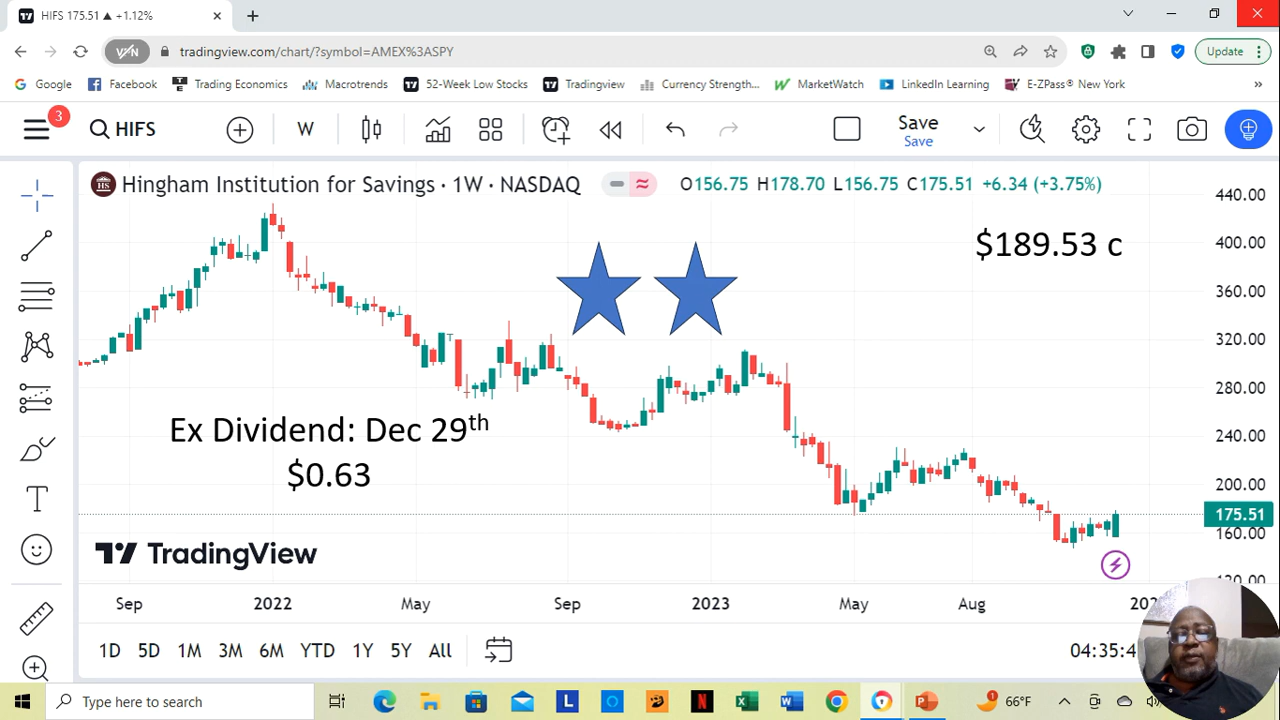 HIFS 175.51 ▲ +1.12%
tradingview.com/chart/?symbol=AMEX%3ASPY
Update
Google Facebook Trading Economics Macrotrends 52-Week Low Stocks Tradingview Currency Strength... MarketWatch LinkedIn Learning E-ZPass® New York »
3
HIFS W Save
Save
Hingham Institution for Savings · 1W · NASDAQ O156.75 H178.70 L156.75 C175.51 +6.34 (+3.75%)
440.00
$189.53 c
400.00
360.00
320.00
280.00
Ex Dividend: Dec 29th
240.00
$0.63
200.00
175.51
160.00
TradingView
120.00
Sep 2022 May Sep 2023 May Aug
1D 5D 1M 3M 6M YTD 1Y 5Y All 04:35:4
Type here to search
1 66°F